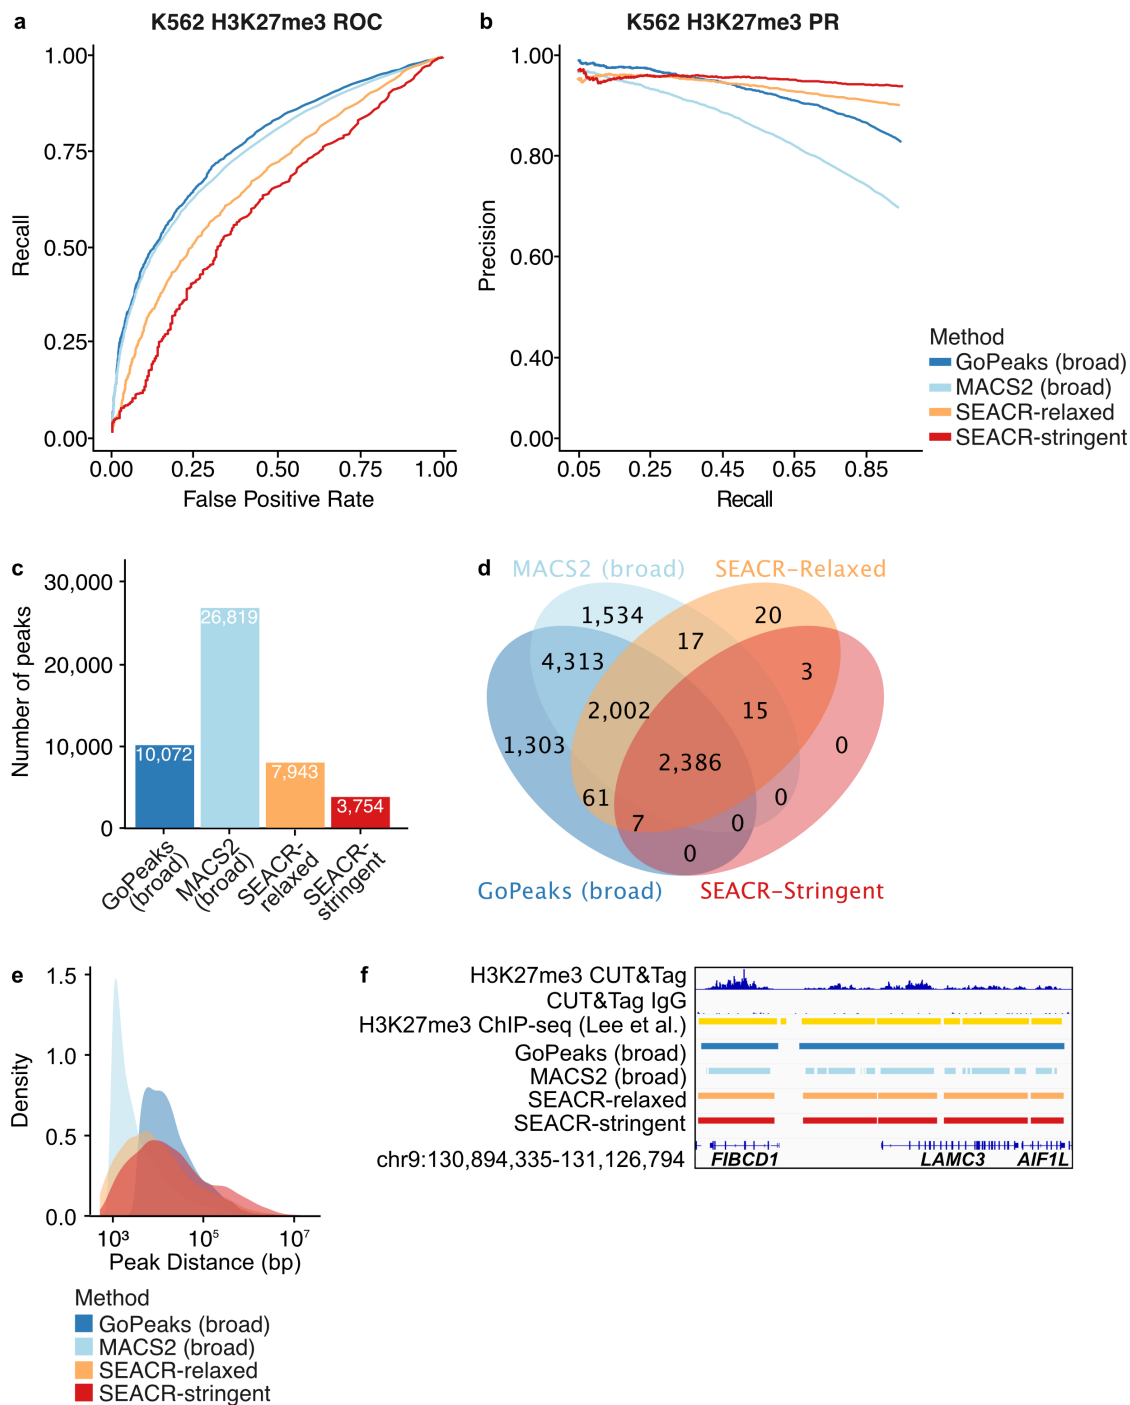 a
K562 H3K27me3 ROC
1.00
0.75
0.50
0.25
0.00
Recall
0.00 0.25 0.50 0.75 1.00
False Positive Rate
b
K562 H3K27me3 PR
1.00
0.80
0.60
0.40
0.00
Precision
0.05 0.25 0.45 0.65 0.85
Recall
Method
GoPeaks (broad)
MACS2 (broad)
SEACR-relaxed
SEACR-stringent
c
30,000
20,000
10,000
0
Number of peaks
10,072
26,819
7,943
3,754
GoPeaks
(broad)
MACS2
(broad)
SEACR-
relaxed
SEACR-
stringent
d
MACS2 (broad)
SEACR-Relaxed
1,534
20
17
4,313
3
2,002
15
1,303
0
2,386
61
0
7
0
0
GoPeaks (broad)
SEACR-Stringent
e
1.5
1.0
0.5
0.0
Density
10³ 10⁵ 10⁷
Peak Distance (bp)
Method
GoPeaks (broad)
MACS2 (broad)
SEACR-relaxed
SEACR-stringent
f
H3K27me3 CUT&Tag
CUT&Tag IgG
H3K27me3 ChIP-seq (Lee et al.)
GoPeaks (broad)
MACS2 (broad)
SEACR-relaxed
SEACR-stringent
chr9:130,894,335-131,126,794
FIBCD1 LAMC3 AIF1L